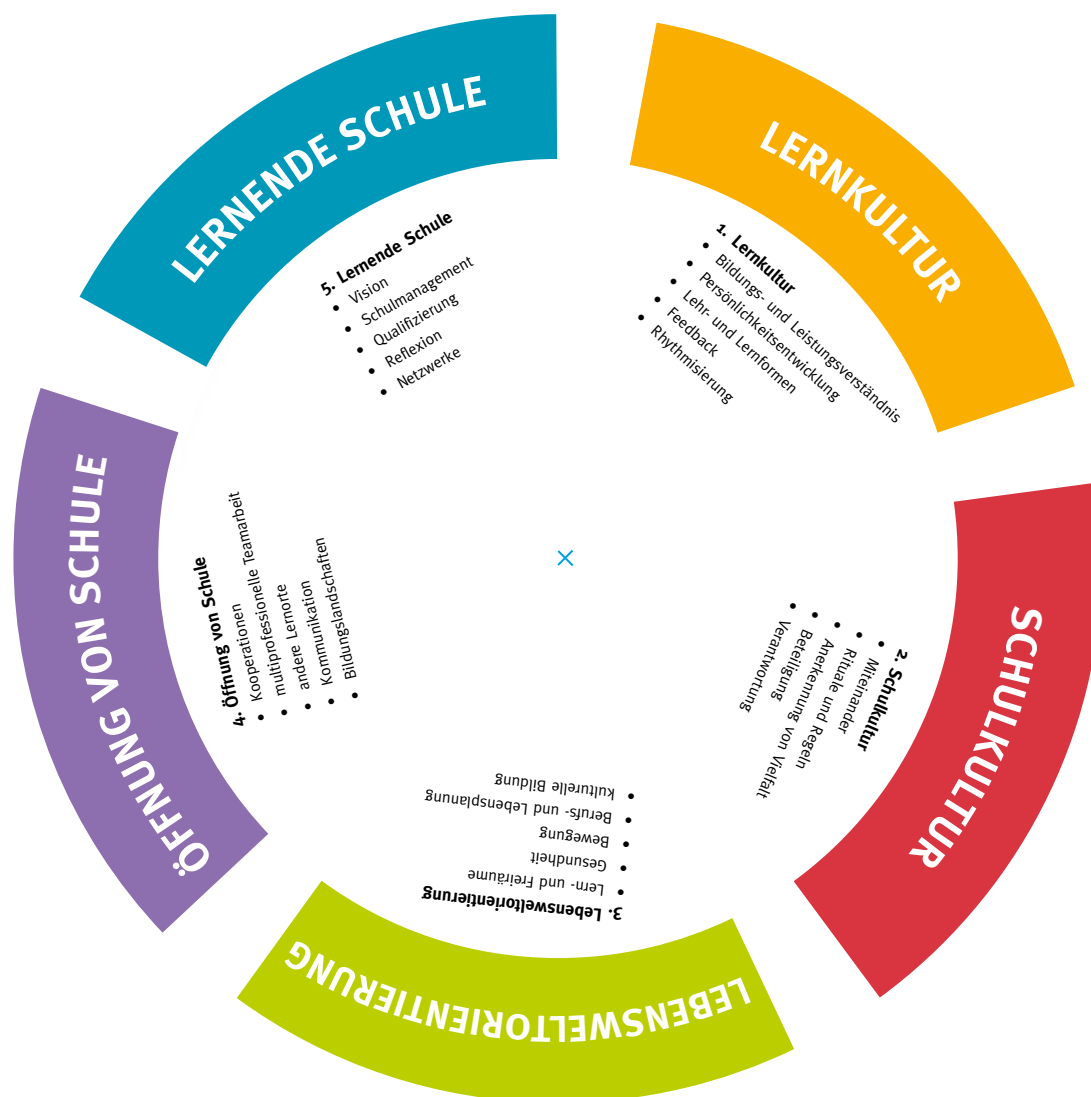 LERNKULTUR
1. Lernkultur
• Bildungs- und Leistungsverständnis
• Persönlichkeitsentwicklung
• Lehr- und Lernformen
• Feedback
• Rhythmisierung
SCHULKULTUR
2. Schulkultur
• Miteinander
• Rituale und Regeln
• Anerkennung von Vielfalt
• Beteiligung
• Verantwortung
LEBENSWELTORIENTIERUNG
3. Lebensweltorientierung
• Lern- und Freiräume
• Gesundheit
• Bewegung
• Berufs- und Lebensplanung
• kulturelle Bildung
ÖFFNUNG VON SCHULE
4. Öffnung von Schule
• Kooperationen
• multiprofessionelle Teamarbeit
• andere Lernorte
• Kommunikation
• Bildungslandschaften
LERNENDE SCHULE
5. Lernende Schule
• Vision
• Schulmanagement
• Qualifizierung
• Reflexion
• Netzwerke